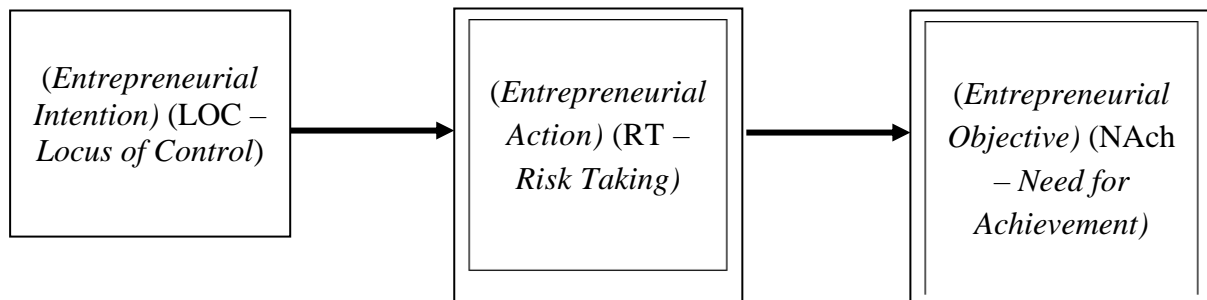 (Entrepreneurial
Intention) (LOC –
Locus of Control)
(Entrepreneurial
Action) (RT –
Risk Taking)
(Entrepreneurial
Objective) (NAch
– Need for
Achievement)